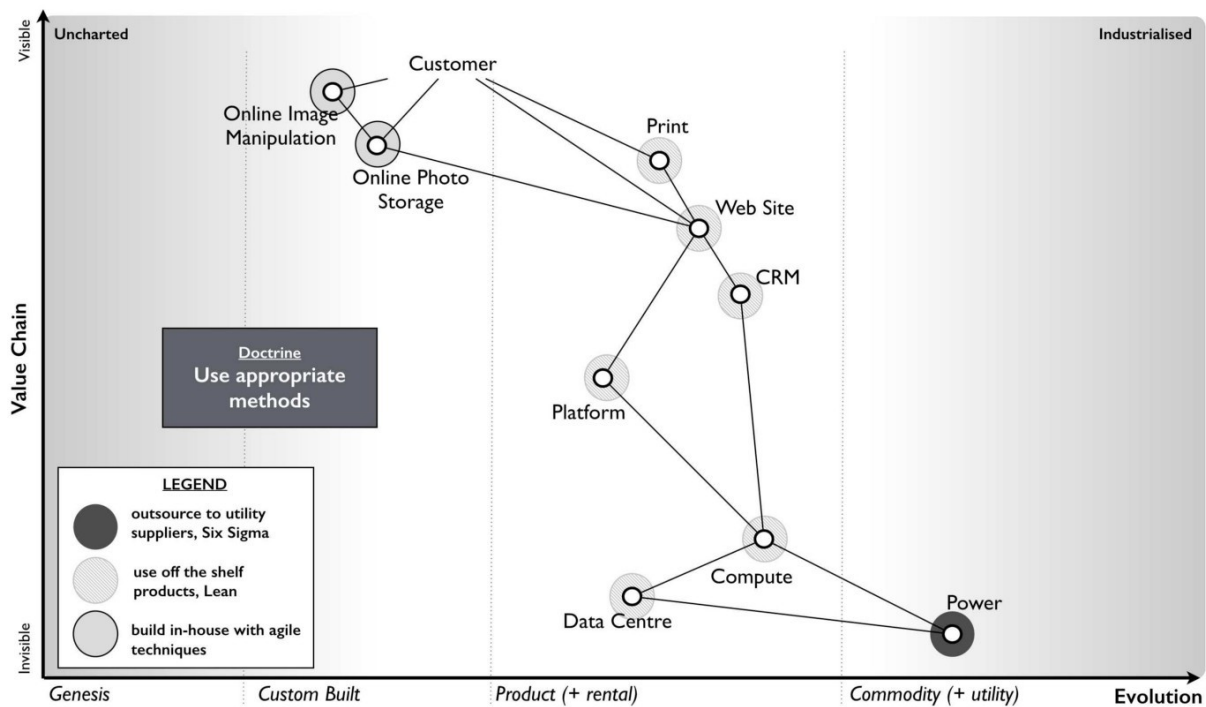 Visible
Uncharted
Industrialised
Customer
Online Image
Manipulation
Print
Online Photo
Storage
Web Site
CRM
Value Chain
Doctrine
Use appropriate
methods
Platform
LEGEND
outsource to utility
suppliers, Six Sigma
use off the shelf
products, Lean
build in-house with agile
techniques
Compute
Data Centre
Power
Invisible
Genesis
Custom Built
Product (+ rental)
Commodity (+ utility)
Evolution